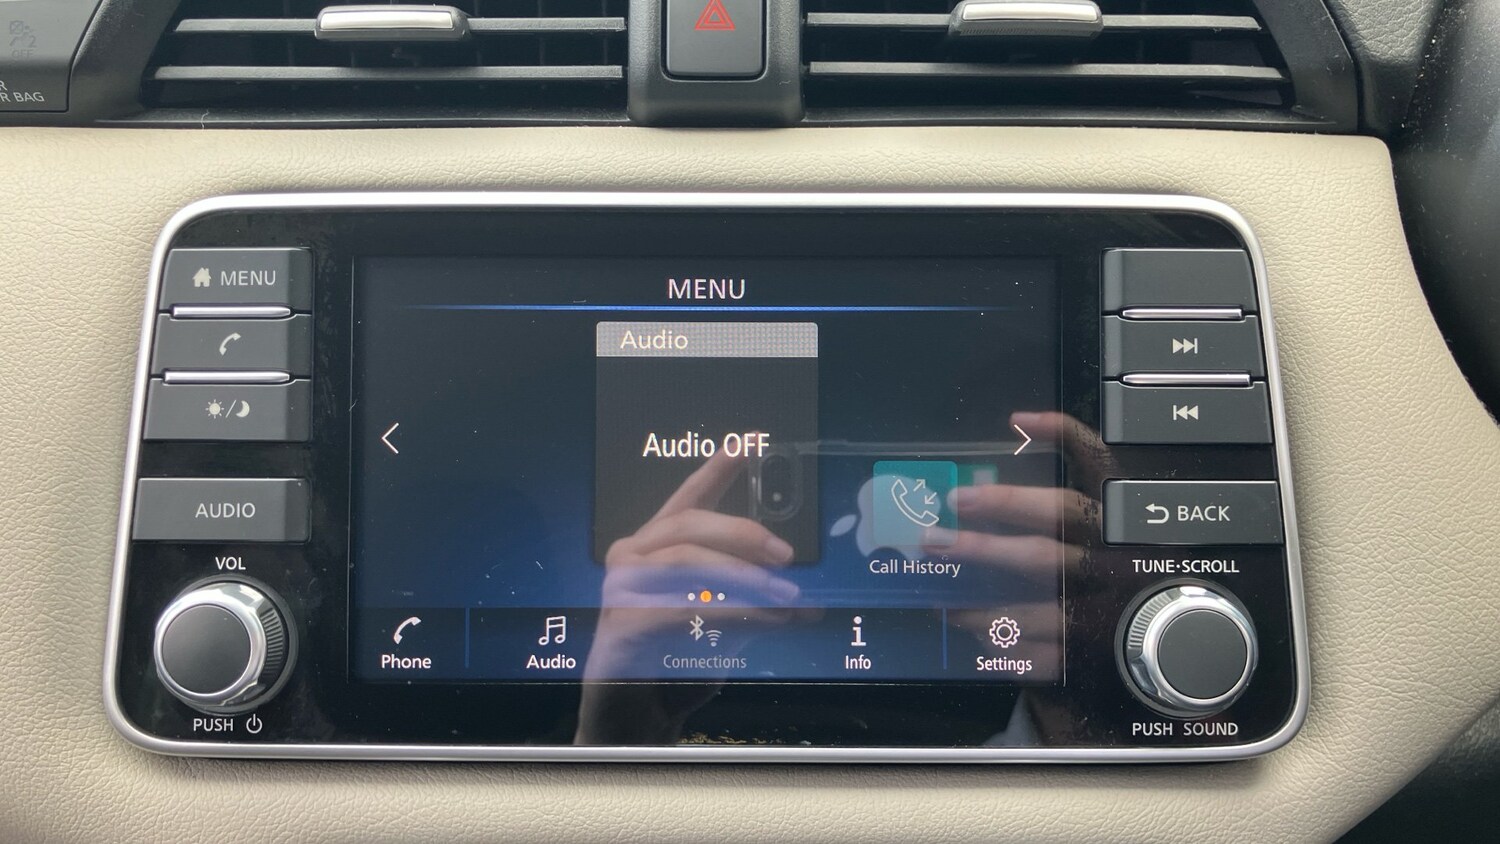 OFF
R
R BAG
MENU
MENU
Audio
Audio OFF
AUDIO
BACK
Call History
VOL
TUNE·SCROLL
Phone
Audio
Connections
Info
Settings
PUSH
PUSH SOUND